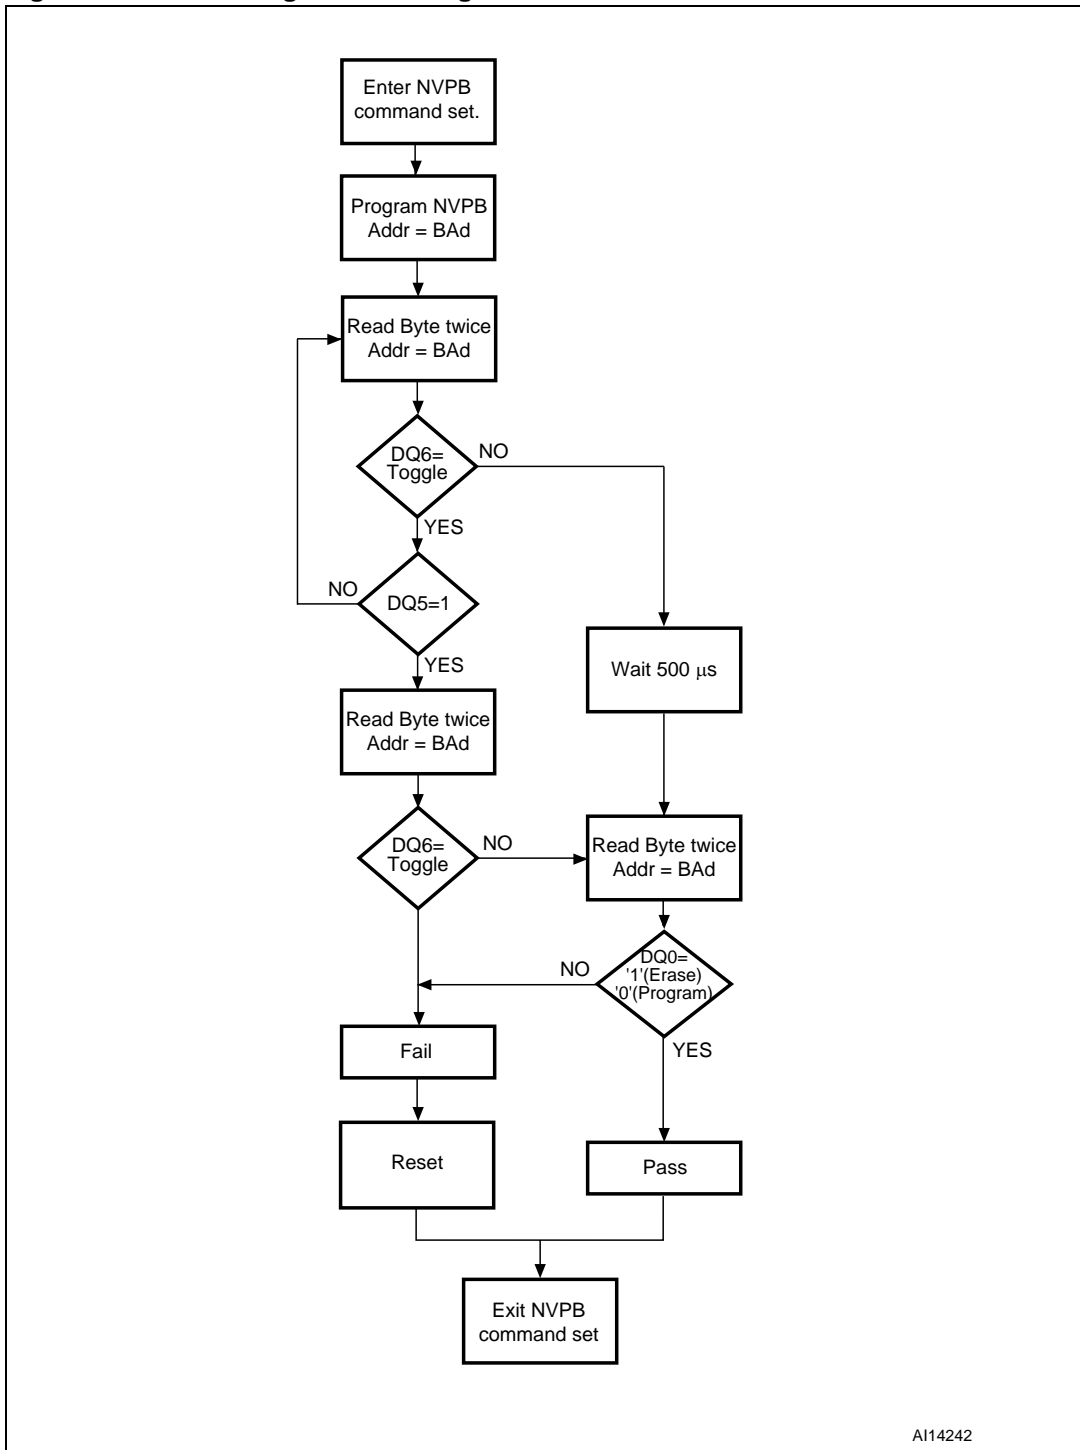 Enter NVPB
command set.
Program NVPB
Addr = BAd
Read Byte twice
Addr = BAd
DQ6=
Toggle
NO
YES
DQ5=1
NO
YES
Wait 500 μs
Read Byte twice
Addr = BAd
DQ6=
Toggle
NO
Read Byte twice
Addr = BAd
DQ0=
'1'(Erase)
'0'(Program)
NO
YES
Fail
Reset
Pass
Exit NVPB
command set
AI14242